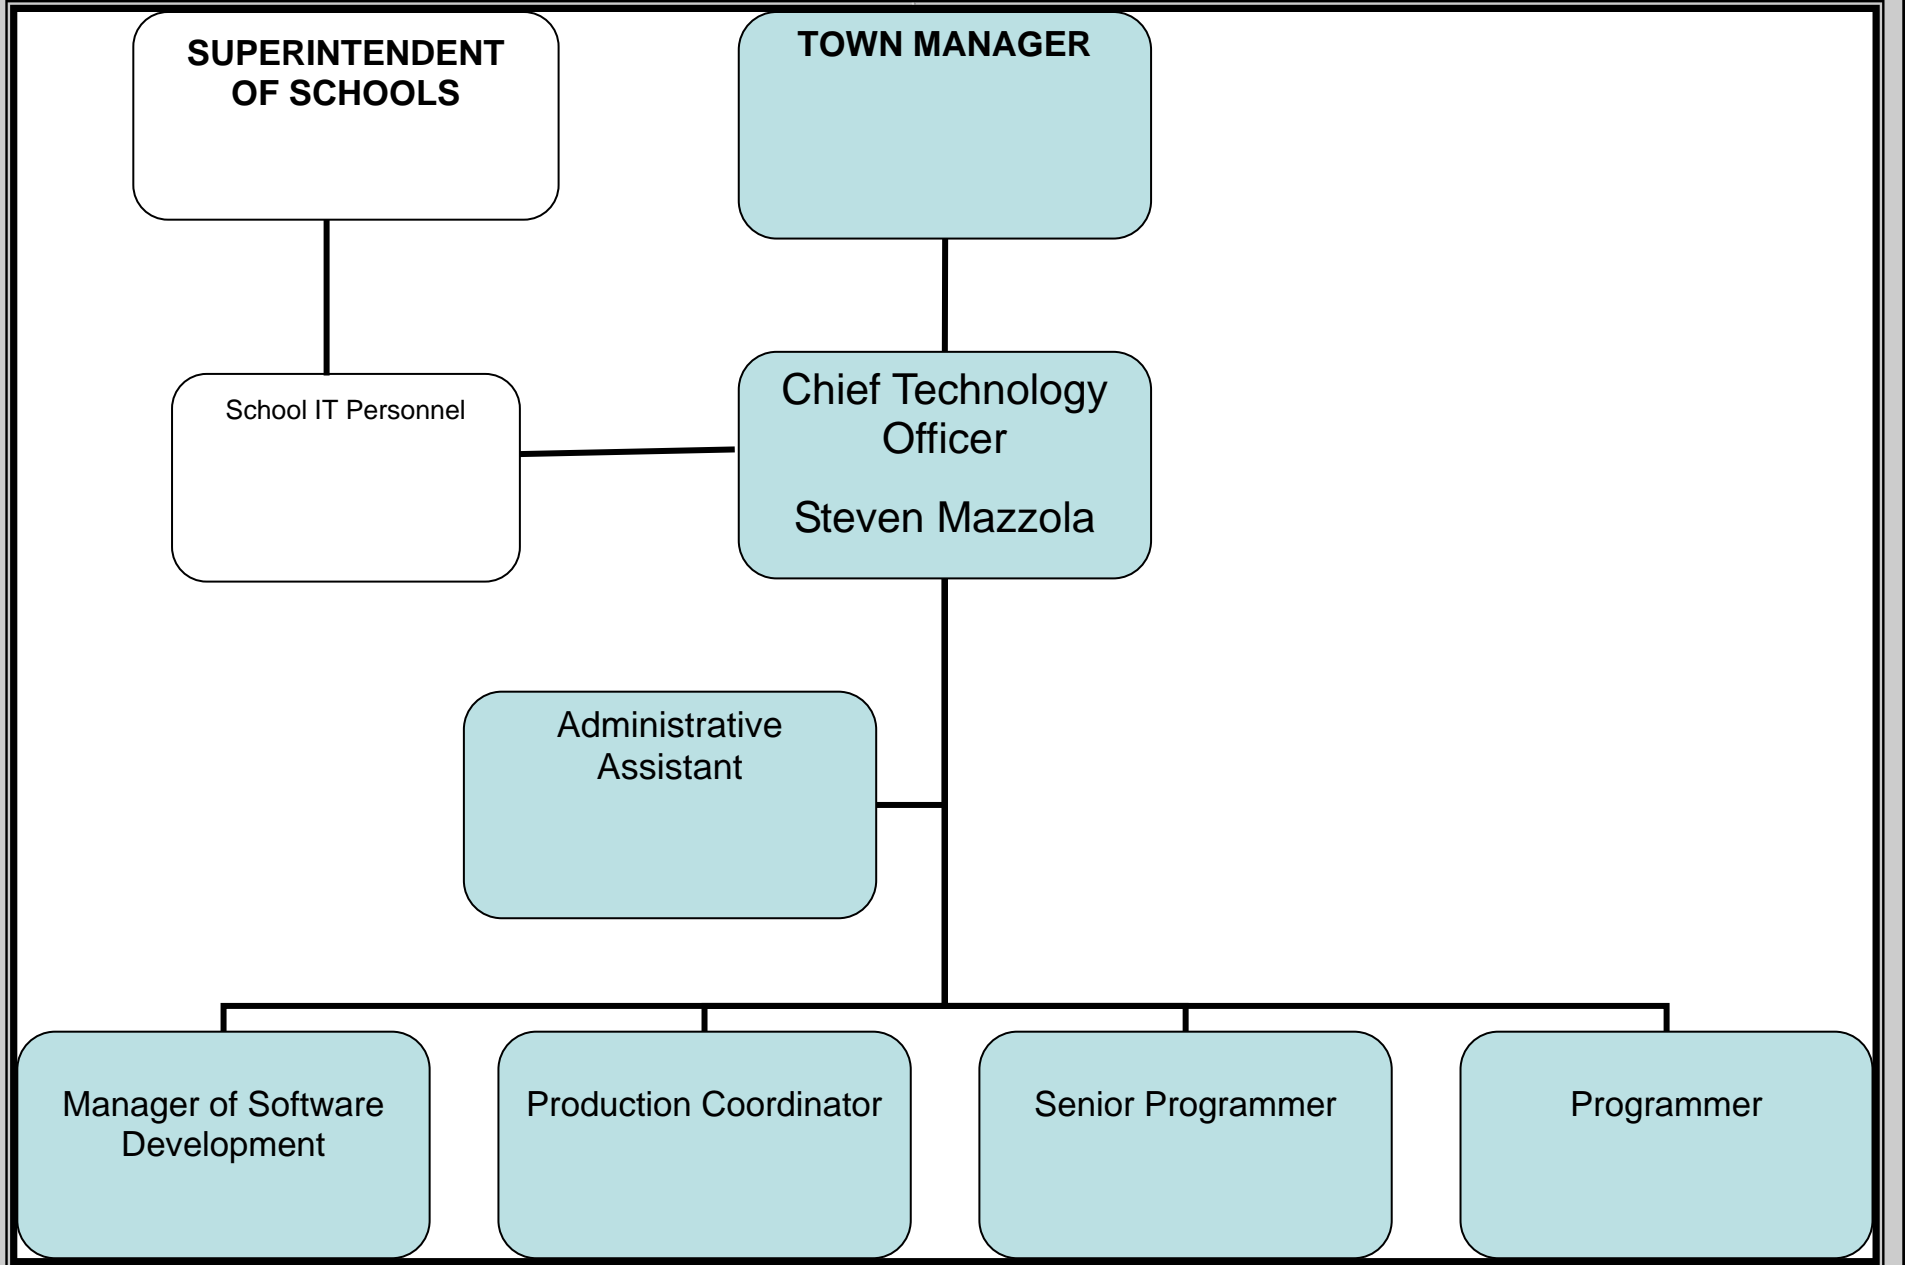 SUPERINTENDENT
OF SCHOOLS
TOWN MANAGER
School IT Personnel
Chief Technology
Officer
Steven Mazzola
Administrative
Assistant
Manager of Software
Development
Production Coordinator
Senior Programmer
Programmer